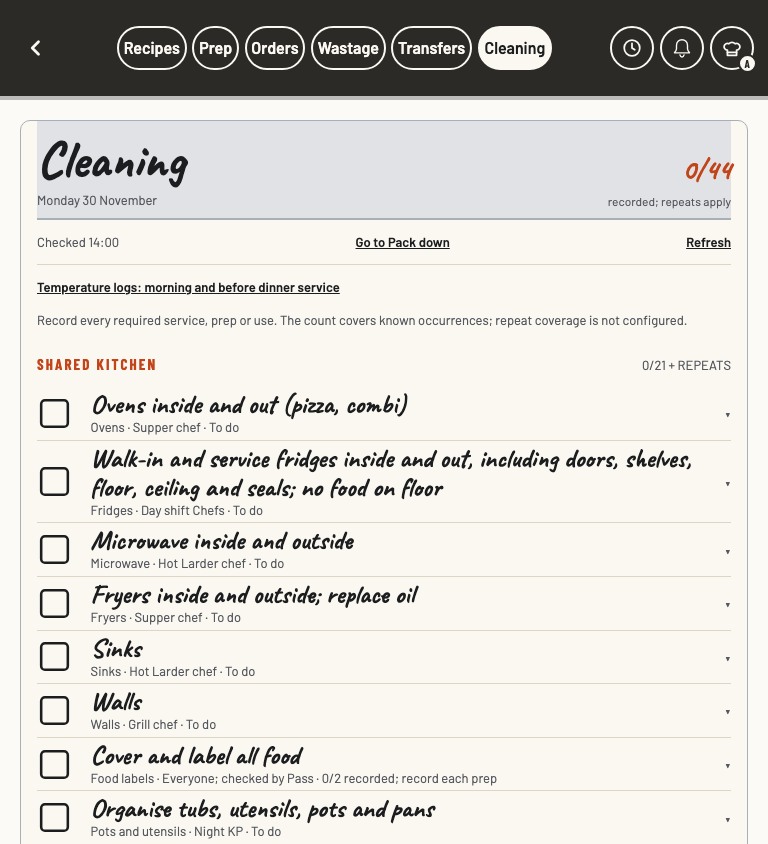 Recipes Prep Orders Wastage Transfers Cleaning
A
Cleaning
0/44
Monday 30 November
recorded; repeats apply
Checked 14:00
Go to Pack down
Refresh
Temperature logs: morning and before dinner service
Record every required service, prep or use. The count covers known occurrences; repeat coverage is not configured.
SHARED KITCHEN
0/21 + REPEATS
Ovens inside and out (pizza, combi)
Ovens · Supper chef · To do
Walk-in and service fridges inside and out, including doors, shelves,
floor, ceiling and seals; no food on floor
Fridges · Day shift Chefs · To do
Microwave inside and outside
Microwave · Hot Larder chef · To do
Fryers inside and outside; replace oil
Fryers · Supper chef · To do
Sinks
Sinks · Hot Larder chef · To do
Walls
Walls · Grill chef · To do
Cover and label all food
Food labels · Everyone; checked by Pass · 0/2 recorded; record each prep
Organise tubs, utensils, pots and pans
Pots and utensils · Night KP · To do